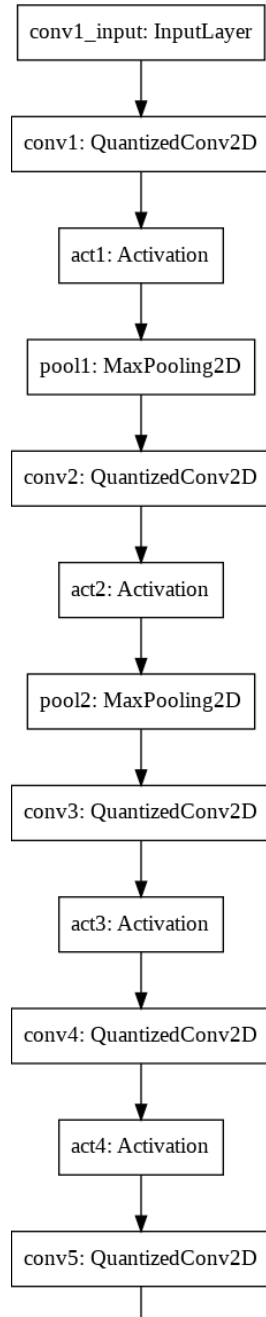 conv1_input: InputLayer
conv1: QuantizedConv2D
act1: Activation
pool1: MaxPooling2D
conv2: QuantizedConv2D
act2: Activation
pool2: MaxPooling2D
conv3: QuantizedConv2D
act3: Activation
conv4: QuantizedConv2D
act4: Activation
conv5: QuantizedConv2D